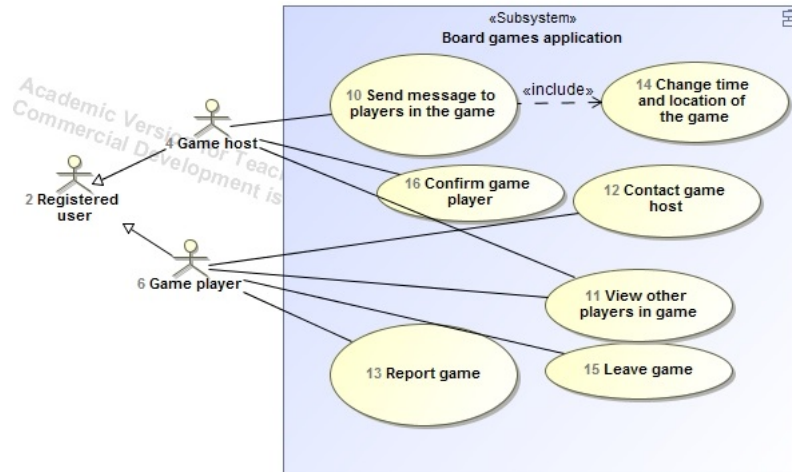 «Subsystem»
Board games application
10 Send message to
players in the game
«include»
14 Change time
and location of
the game
Academic Version for Teac
Commercial Development is
4 Game host
2 Registered
user
16 Confirm game
player
12 Contact game
host
6 Game player
11 View other
players in game
13 Report game
15 Leave game